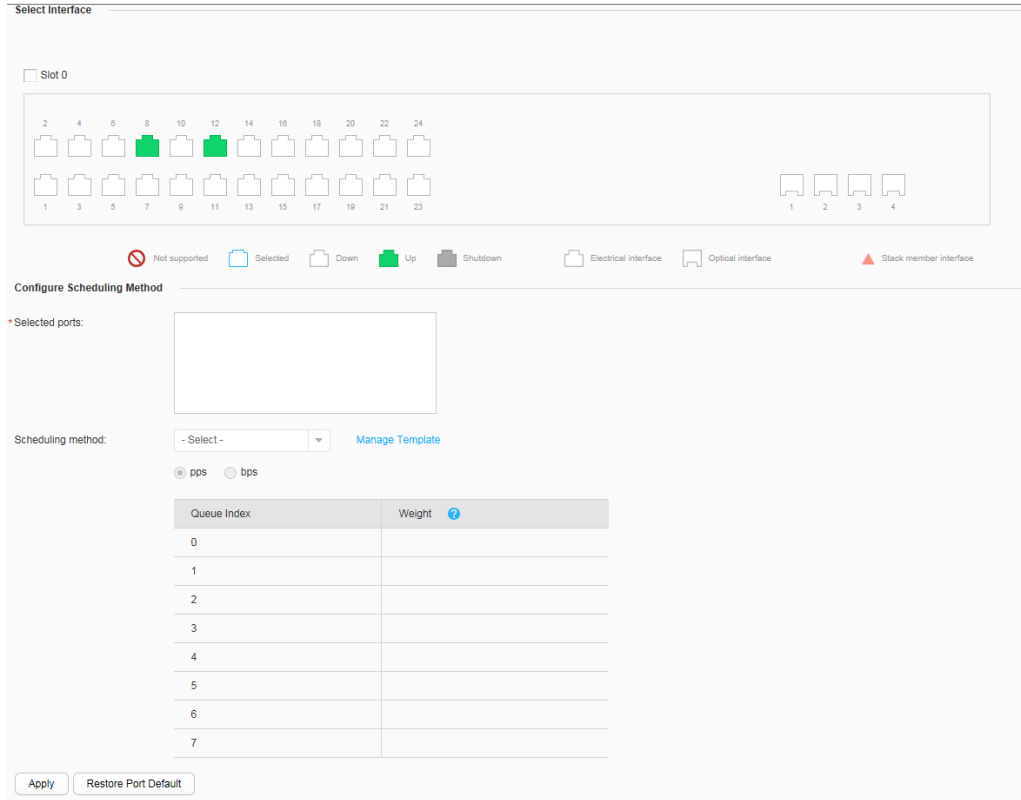 Select Interface
Slot 0
2 4 6 8 10 12 14 16 18 20 22 24
1 3 5 7 9 11 13 15 17 19 21 23 1 2 3 4
Not supported Selected Down Up Shutdown Electrical interface Optical interface Stack member interface
Configure Scheduling Method
* Selected ports:
Scheduling method: - Select - Manage Template
pps bps
Queue Index Weight ?
0
1
2
3
4
5
6
7
Apply Restore Port Default